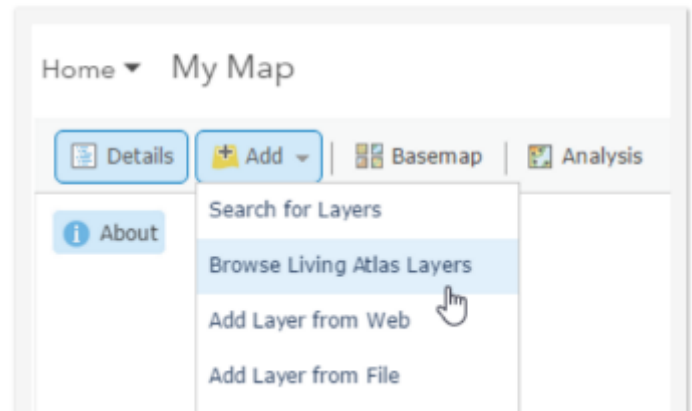 Home My Map
Details Add Basemap Analysis
About
Search for Layers
Browse Living Atlas Layers
Add Layer from Web
Add Layer from File